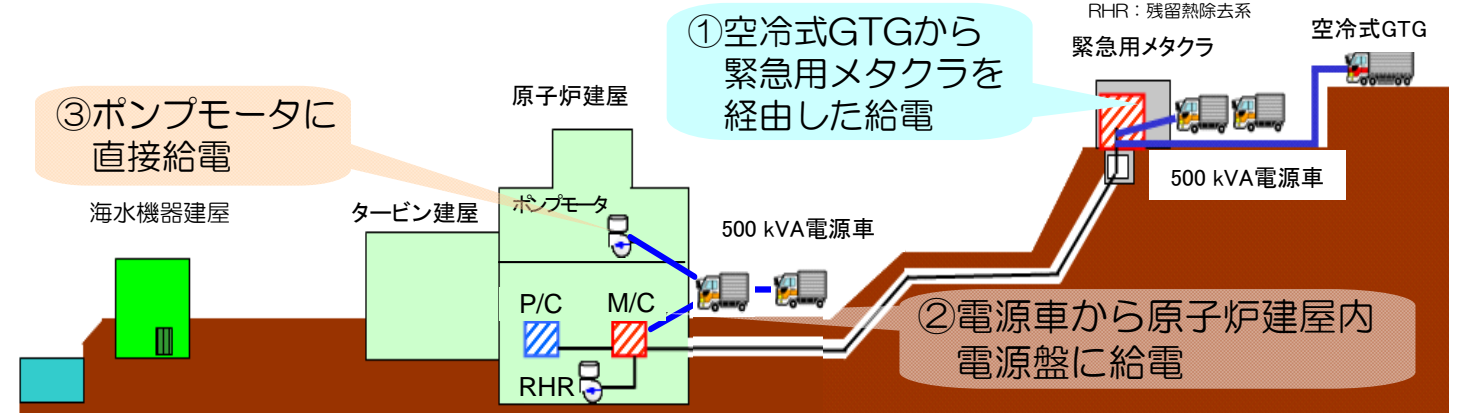 RHR：残留熱除去系
空冷式GTG
緊急用メタクラ
①空冷式GTGから
緊急用メタクラを
経由した給電
原子炉建屋
③ポンプモータに
直接給電
500 kVA電源車
海水機器建屋
タービン建屋
ポンプモータ
500 kVA電源車
P/C
M/C
②電源車から原子炉建屋内
電源盤に給電
RHR